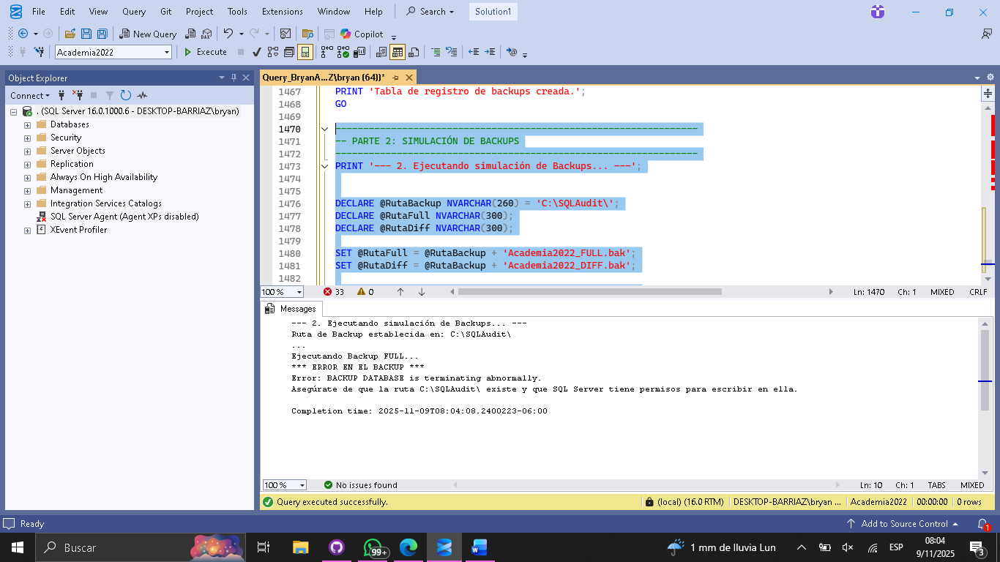 File Edit View Query Git Project Tools Extensions Window Help Search Solution1
New Query Copilot
Academia2022 Execute
Object Explorer
Connect
. (SQL Server 16.0.1000.6 - DESKTOP-BARRIAZ\bryan)
Databases
Security
Server Objects
Replication
Always On High Availability
Management
Integration Services Catalogs
SQL Server Agent (Agent XPs disabled)
XEvent Profiler
Query_BryanA...Z\bryan (64))*
1467 PRINT 'Tabla de registro de backups creada.';
1468 GO
1469
1470 ------------------------------------------------------------------
1471 -- PARTE 2: SIMULACIÓN DE BACKUPS
1472 ------------------------------------------------------------------
1473 PRINT '--- 2. Ejecutando simulación de Backups... ---';
1474
1475
1476 DECLARE @RutaBackup NVARCHAR(260) = 'C:\SQLAudit\';
1477 DECLARE @RutaFull NVARCHAR(300);
1478 DECLARE @RutaDiff NVARCHAR(300);
1479
1480 SET @RutaFull = @RutaBackup + 'Academia2022_FULL.bak';
1481 SET @RutaDiff = @RutaBackup + 'Academia2022_DIFF.bak';
1482
100 % 33 0 Ln: 1470 Ch: 1 MIXED CRLF
Messages
--- 2. Ejecutando simulación de Backups... ---
Ruta de Backup establecida en: C:\SQLAudit\
...
Ejecutando Backup FULL...
*** ERROR EN EL BACKUP ***
Error: BACKUP DATABASE is terminating abnormally.
Asegúrate de que la ruta C:\SQLAudit\ existe y que SQL Server tiene permisos para escribir en ella.
Completion time: 2025-11-09T08:04:08.2400223-06:00
100 % No issues found Ln: 10 Ch: 1 TABS MIXED
Query executed successfully. (local) (16.0 RTM) DESKTOP-BARRIAZ\bryan ... Academia2022 00:00:00 0 rows
Ready Add to Source Control 1
Buscar 99+ 1 mm de lluvia Lun ESP 08:04
9/11/2025 3